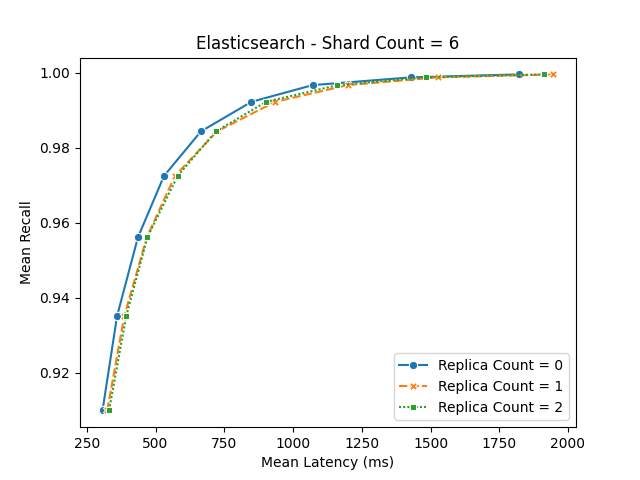 Elasticsearch - Shard Count = 6
1.00
0.98
0.96
0.94
0.92
Mean Recall
Replica Count = 0
Replica Count = 1
Replica Count = 2
250 500 750 1000 1250 1500 1750 2000
Mean Latency (ms)